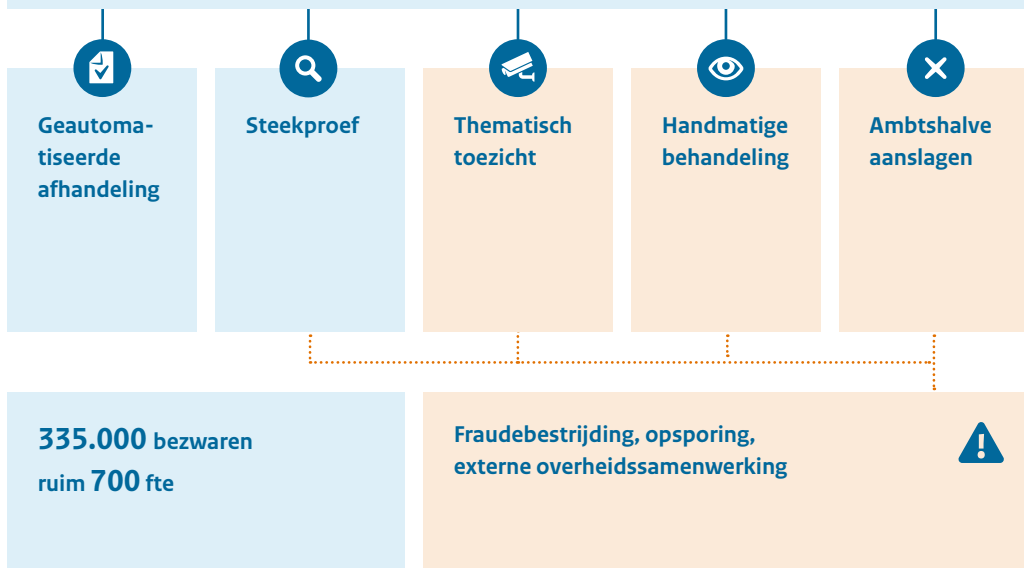 Geautoma-
tiseerde
afhandeling
Steekproef
Thematisch
toezicht
Handmatige
behandeling
Ambtshalve
aanslagen
335.000 bezwaren
ruim 700 fte
Fraudebestrijding, opsporing,
externe overheidssamenwerking